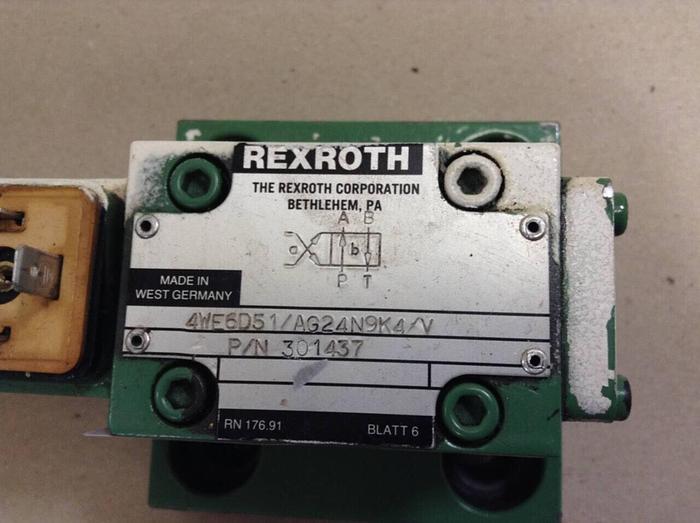 REXROTH
THE REXROTH CORPORATION
BETHLEHEM, PA
A B
a b
P T
MADE IN
WEST GERMANY
4WE6D51/AG24N9K4/V
P/N 301437
RN 176.91 BLATT 6